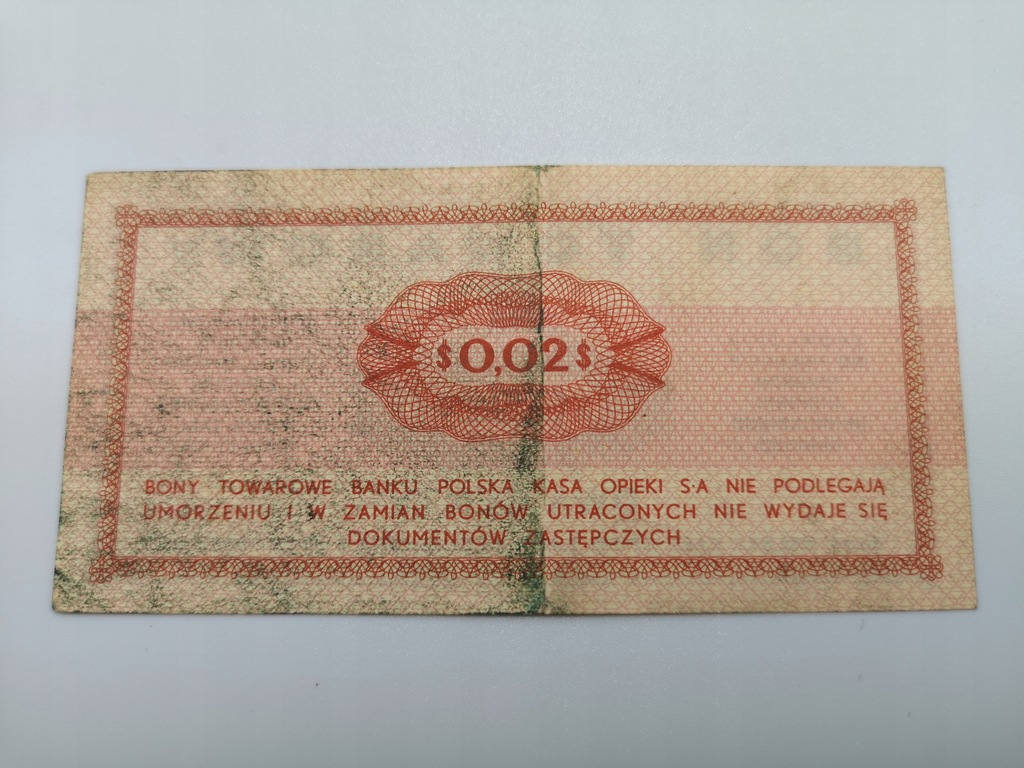 $0,02$
BONY TOWAROWE BANKU POLSKA KASA OPIEKI S·A NIE PODLEGAJĄ
UMORZENIU I W ZAMIAN BONÓW UTRACONYCH NIE WYDAJE SIĘ
DOKUMENTÓW ZASTĘPCZYCH